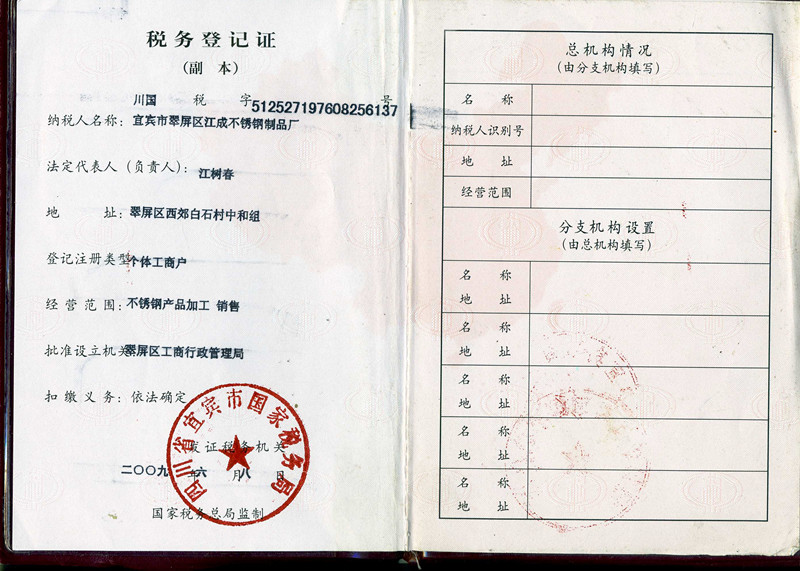 税务登记证
(副 本)
川国 税 字 512527197608256137 号
纳税人名称: 宜宾市翠屏区江成不锈钢制品厂
法定代表人(负责人): 江树春
地 址: 翠屏区西郊白石村中和组
登记注册类型 个体工商户
经 营 范 围: 不锈钢产品加工 销售
批准设立机关 翠屏区工商行政管理局
扣 缴 义 务: 依法确定
四川省宜宾市国家税务局
发证税务机关
二〇〇九 年 六 月 八 日
国家税务总局监制
总机构情况
(由分支机构填写)
名 称
纳税人识别号
地 址
经营范围
分支机构设置
(由总机构填写)
名 称
地 址
名 称
地 址
名 称
地 址
名 称
地 址
名 称
地 址